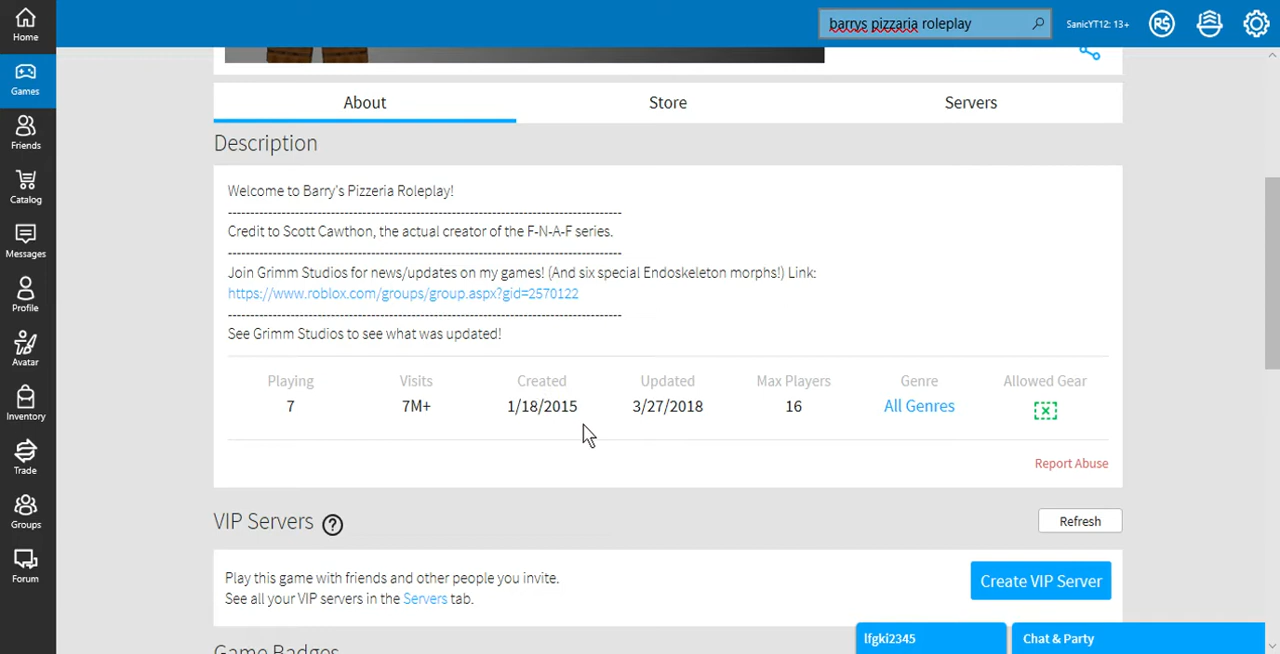 Home
barrys pizzaria roleplay
SanicYT12: 13+
R$
Games
Friends
Catalog
Messages
Profile
Avatar
Inventory
Trade
Groups
Forum
About
Store
Servers
Description
Welcome to Barry's Pizzeria Roleplay!
----------------------------------------------------------------------------------------
Credit to Scott Cawthon, the actual creator of the F-N-A-F series.
----------------------------------------------------------------------------------------
Join Grimm Studios for news/updates on my games! (And six special Endoskeleton morphs!) Link:
https://www.roblox.com/groups/group.aspx?gid=2570122
----------------------------------------------------------------------------------------
See Grimm Studios to see what was updated!
Playing
Visits
Created
Updated
Max Players
Genre
Allowed Gear
7
7M+
1/18/2015
3/27/2018
16
All Genres
Report Abuse
VIP Servers ?
Refresh
Play this game with friends and other people you invite.
See all your VIP servers in the Servers tab.
Create VIP Server
Game Badges
lfgki2345
Chat & Party